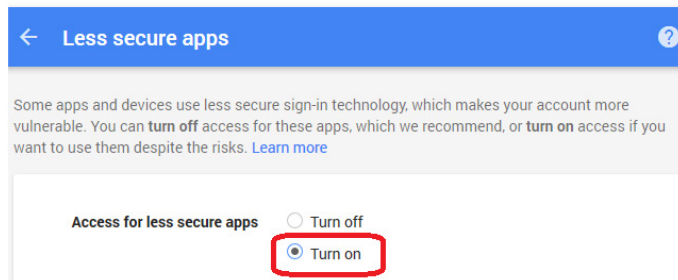 Less secure apps
Some apps and devices use less secure sign-in technology, which makes your account more
vulnerable. You can turn off access for these apps, which we recommend, or turn on access if you
want to use them despite the risks. Learn more
Access for less secure apps
Turn off
Turn on